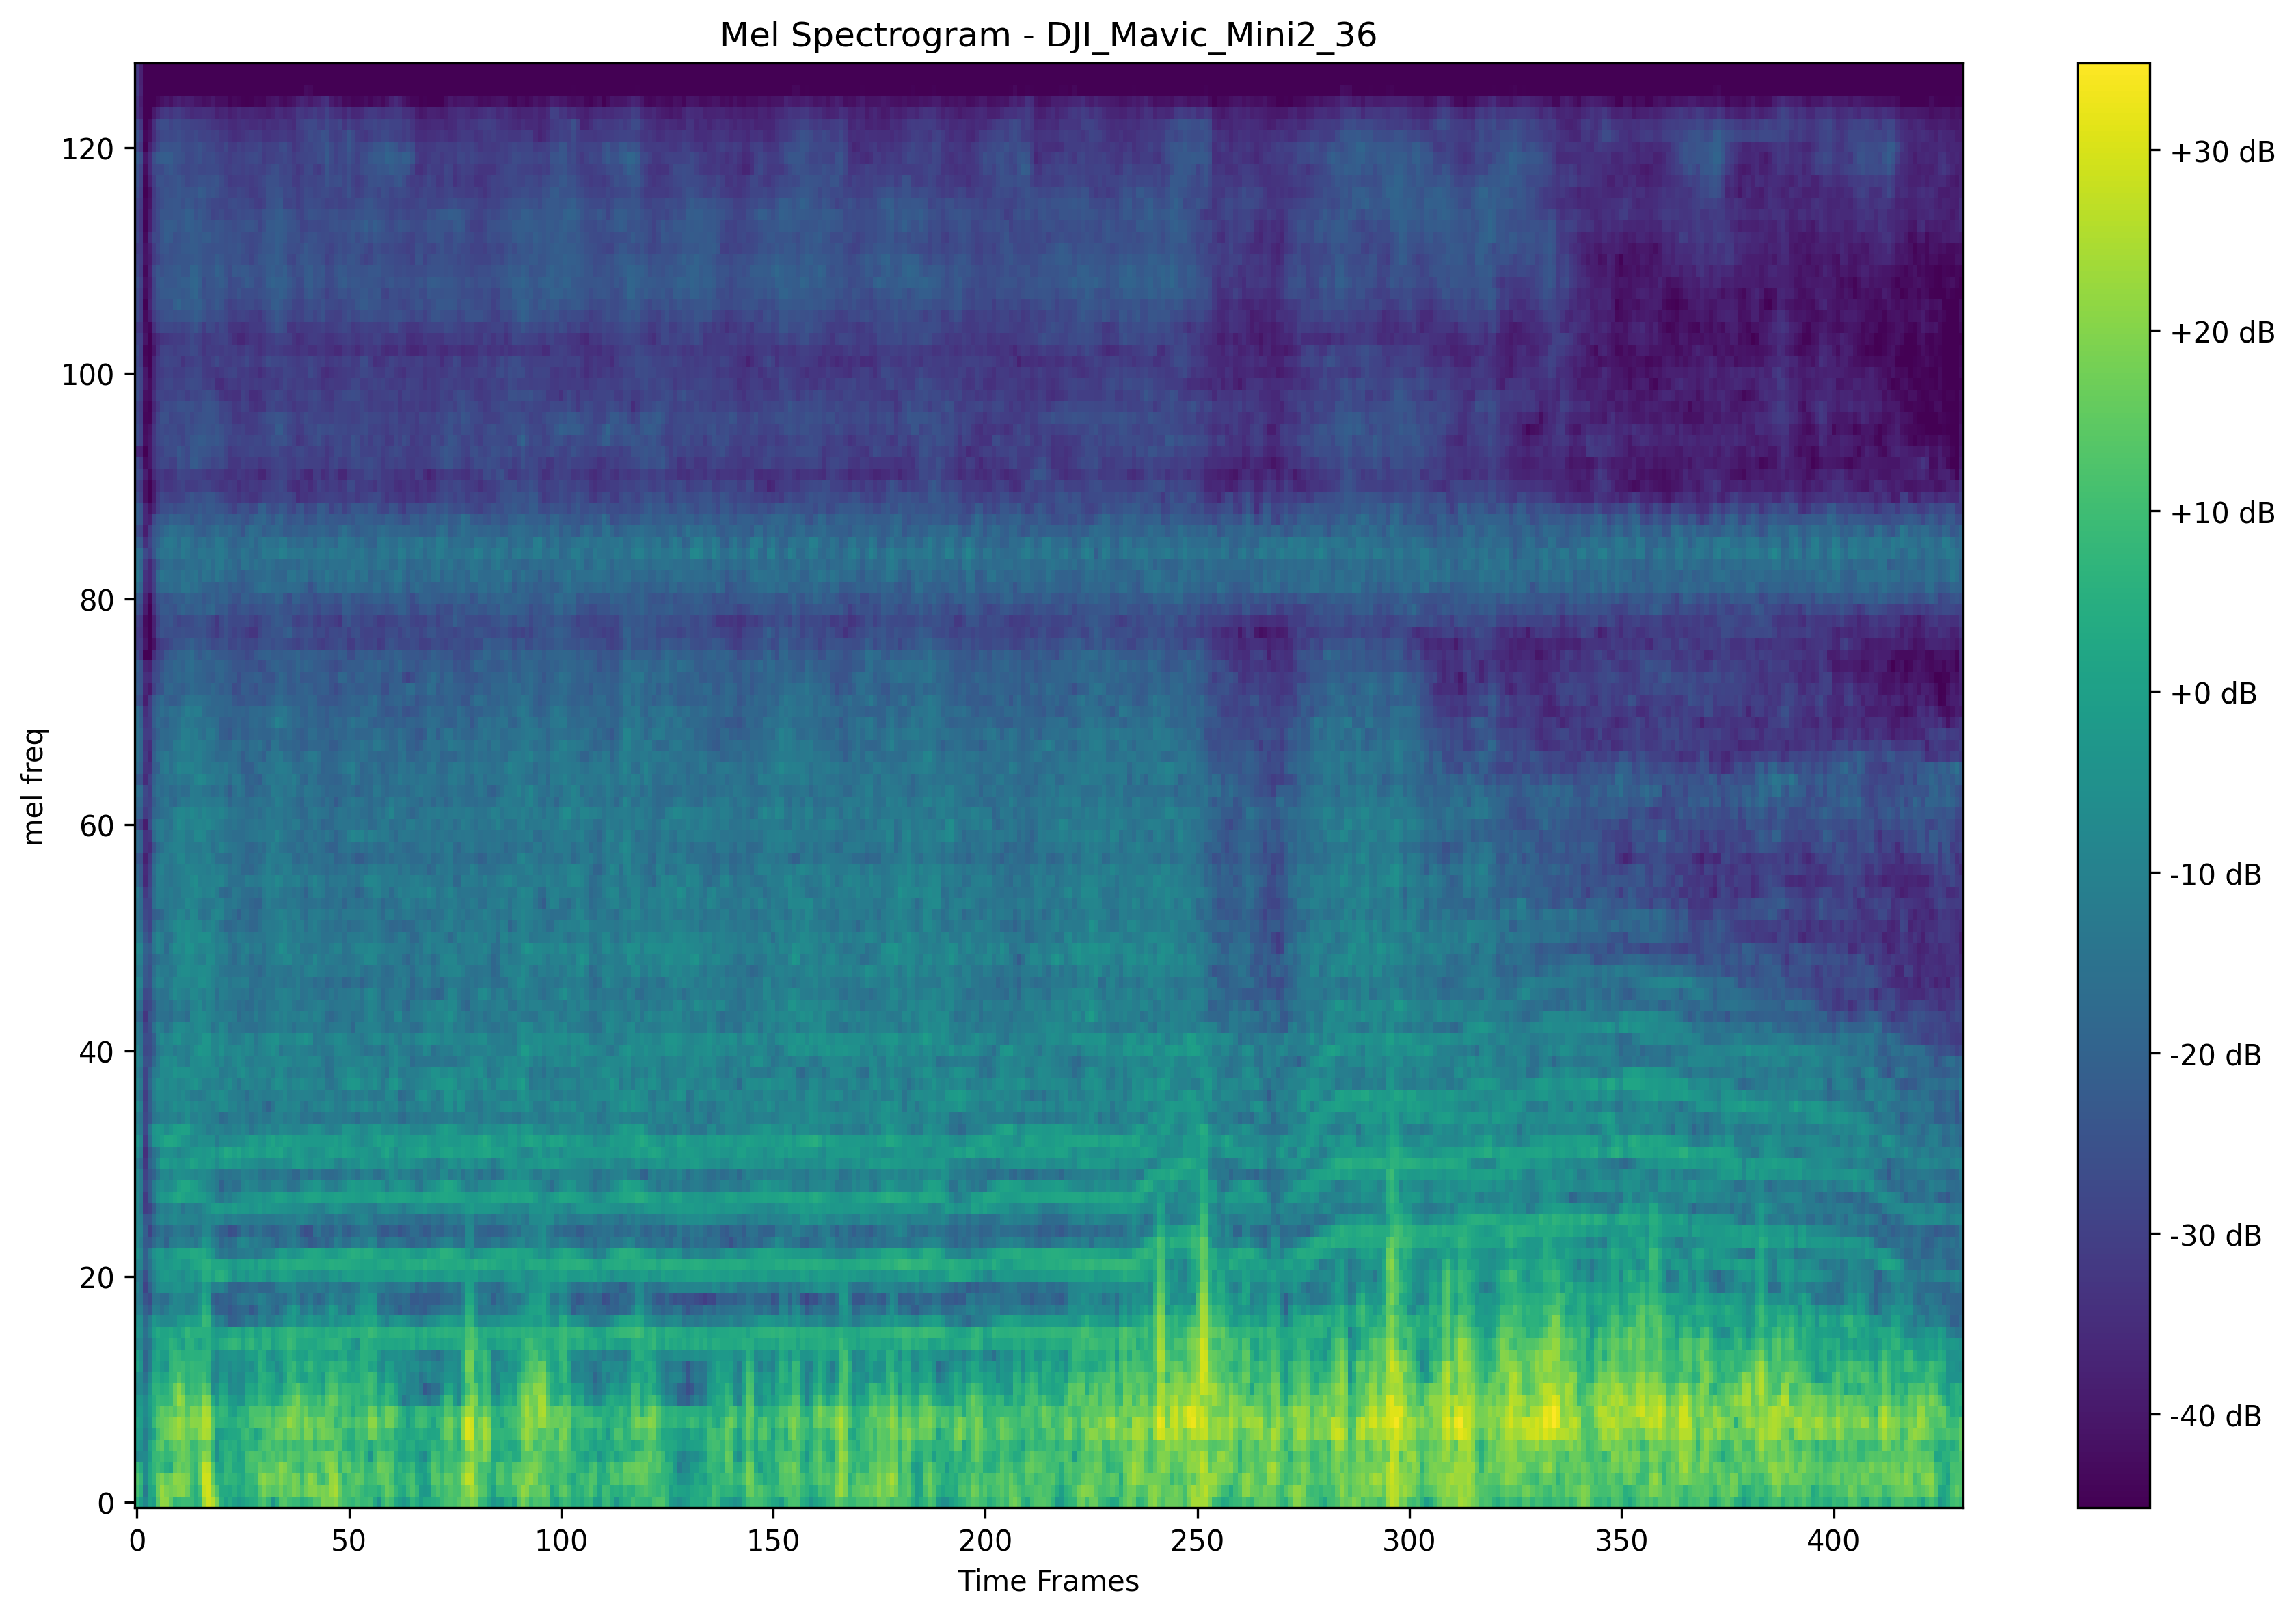 Mel Spectrogram - DJI_Mavic_Mini2_36
mel freq
120
100
80
60
40
20
0
0 50 100 150 200 250 300 350 400
Time Frames
+30 dB
+20 dB
+10 dB
+0 dB
-10 dB
-20 dB
-30 dB
-40 dB